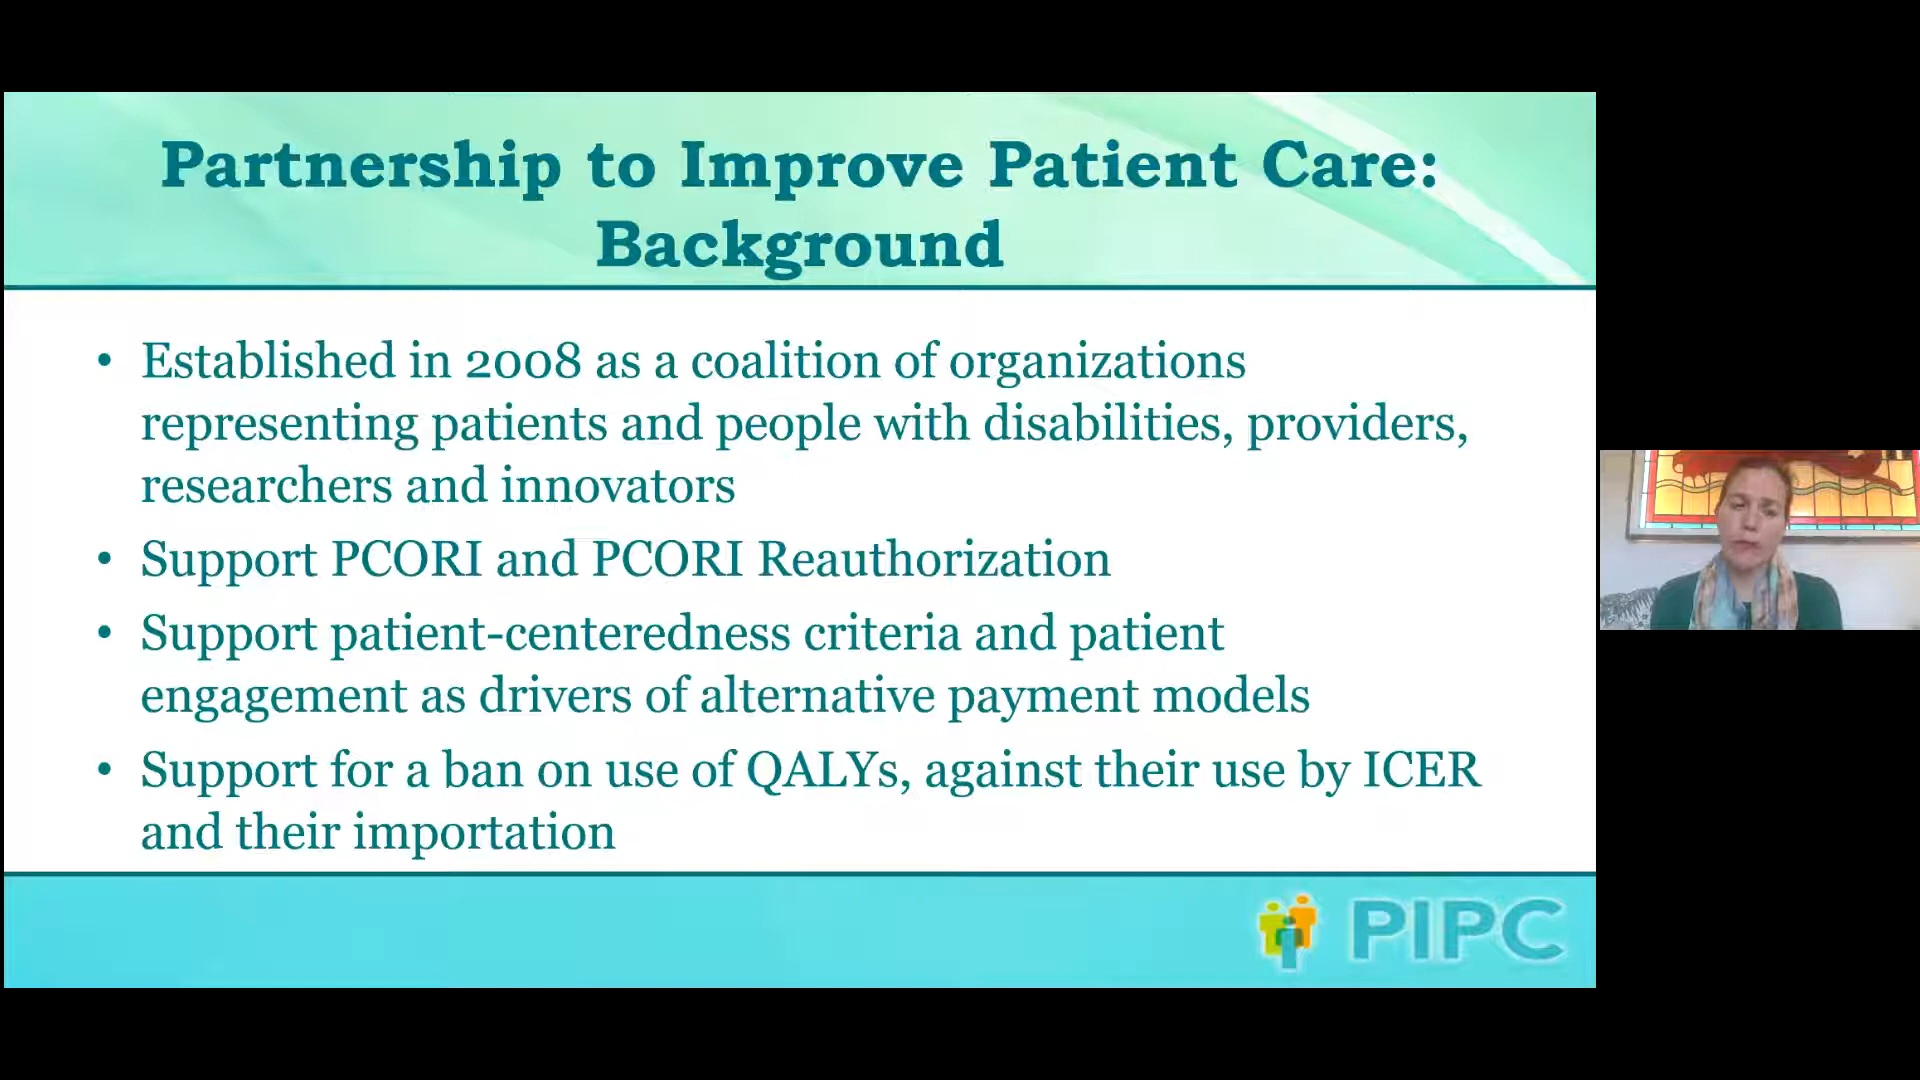 Partnership to Improve Patient Care:
Background
• Established in 2008 as a coalition of organizations
representing patients and people with disabilities, providers,
researchers and innovators
• Support PCORI and PCORI Reauthorization
• Support patient-centeredness criteria and patient
engagement as drivers of alternative payment models
• Support for a ban on use of QALYs, against their use by ICER
and their importation
PIPC